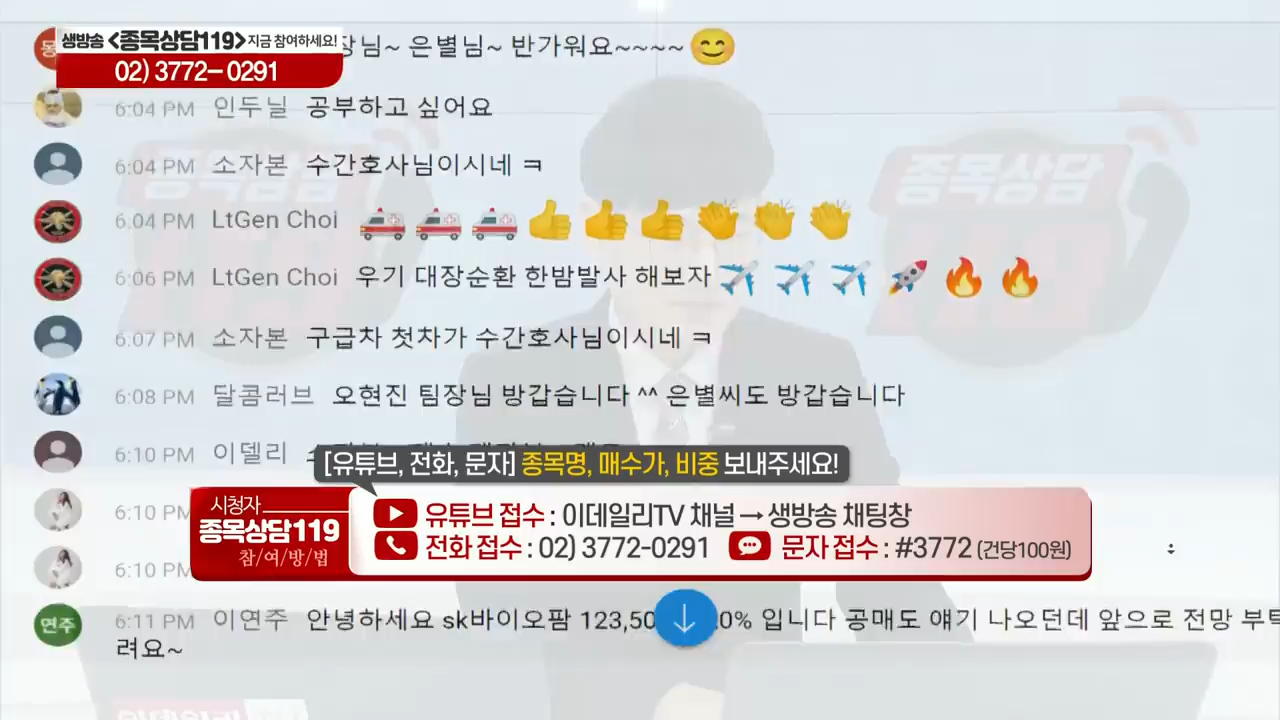 생방송 <종목상담119> 지금 참여하세요!
02) 3772-0291
장님~ 은별님~ 반가워요~~~~
6:04 PM 인두닐 공부하고 싶어요
6:04 PM 소자본 수간호사님이시네 ㅋ
6:04 PM LtGen Choi
6:06 PM LtGen Choi 우기 대장순환 한밤발사 해보자
6:07 PM 소자본 구급차 첫차가 수간호사님이시네 ㅋ
6:08 PM 달콤러브 오현진 팀장님 방갑습니다 ^^ 은별씨도 방갑습니다
6:10 PM 이델리
[유튜브, 전화, 문자] 종목명, 매수가, 비중 보내주세요!
시청자
종목상담119
참/여/방/법
유튜브 접수 : 이데일리TV 채널 → 생방송 채팅창
전화 접수 : 02) 3772-0291 문자 접수 : #3772 (건당100원)
6:10 PM
6:10 PM
연주 6:11 PM 이연주 안녕하세요 sk바이오팜 123,50 0% 입니다 공매도 얘기 나오던데 앞으로 전망 부탁
려요~
종목상담
종목상담